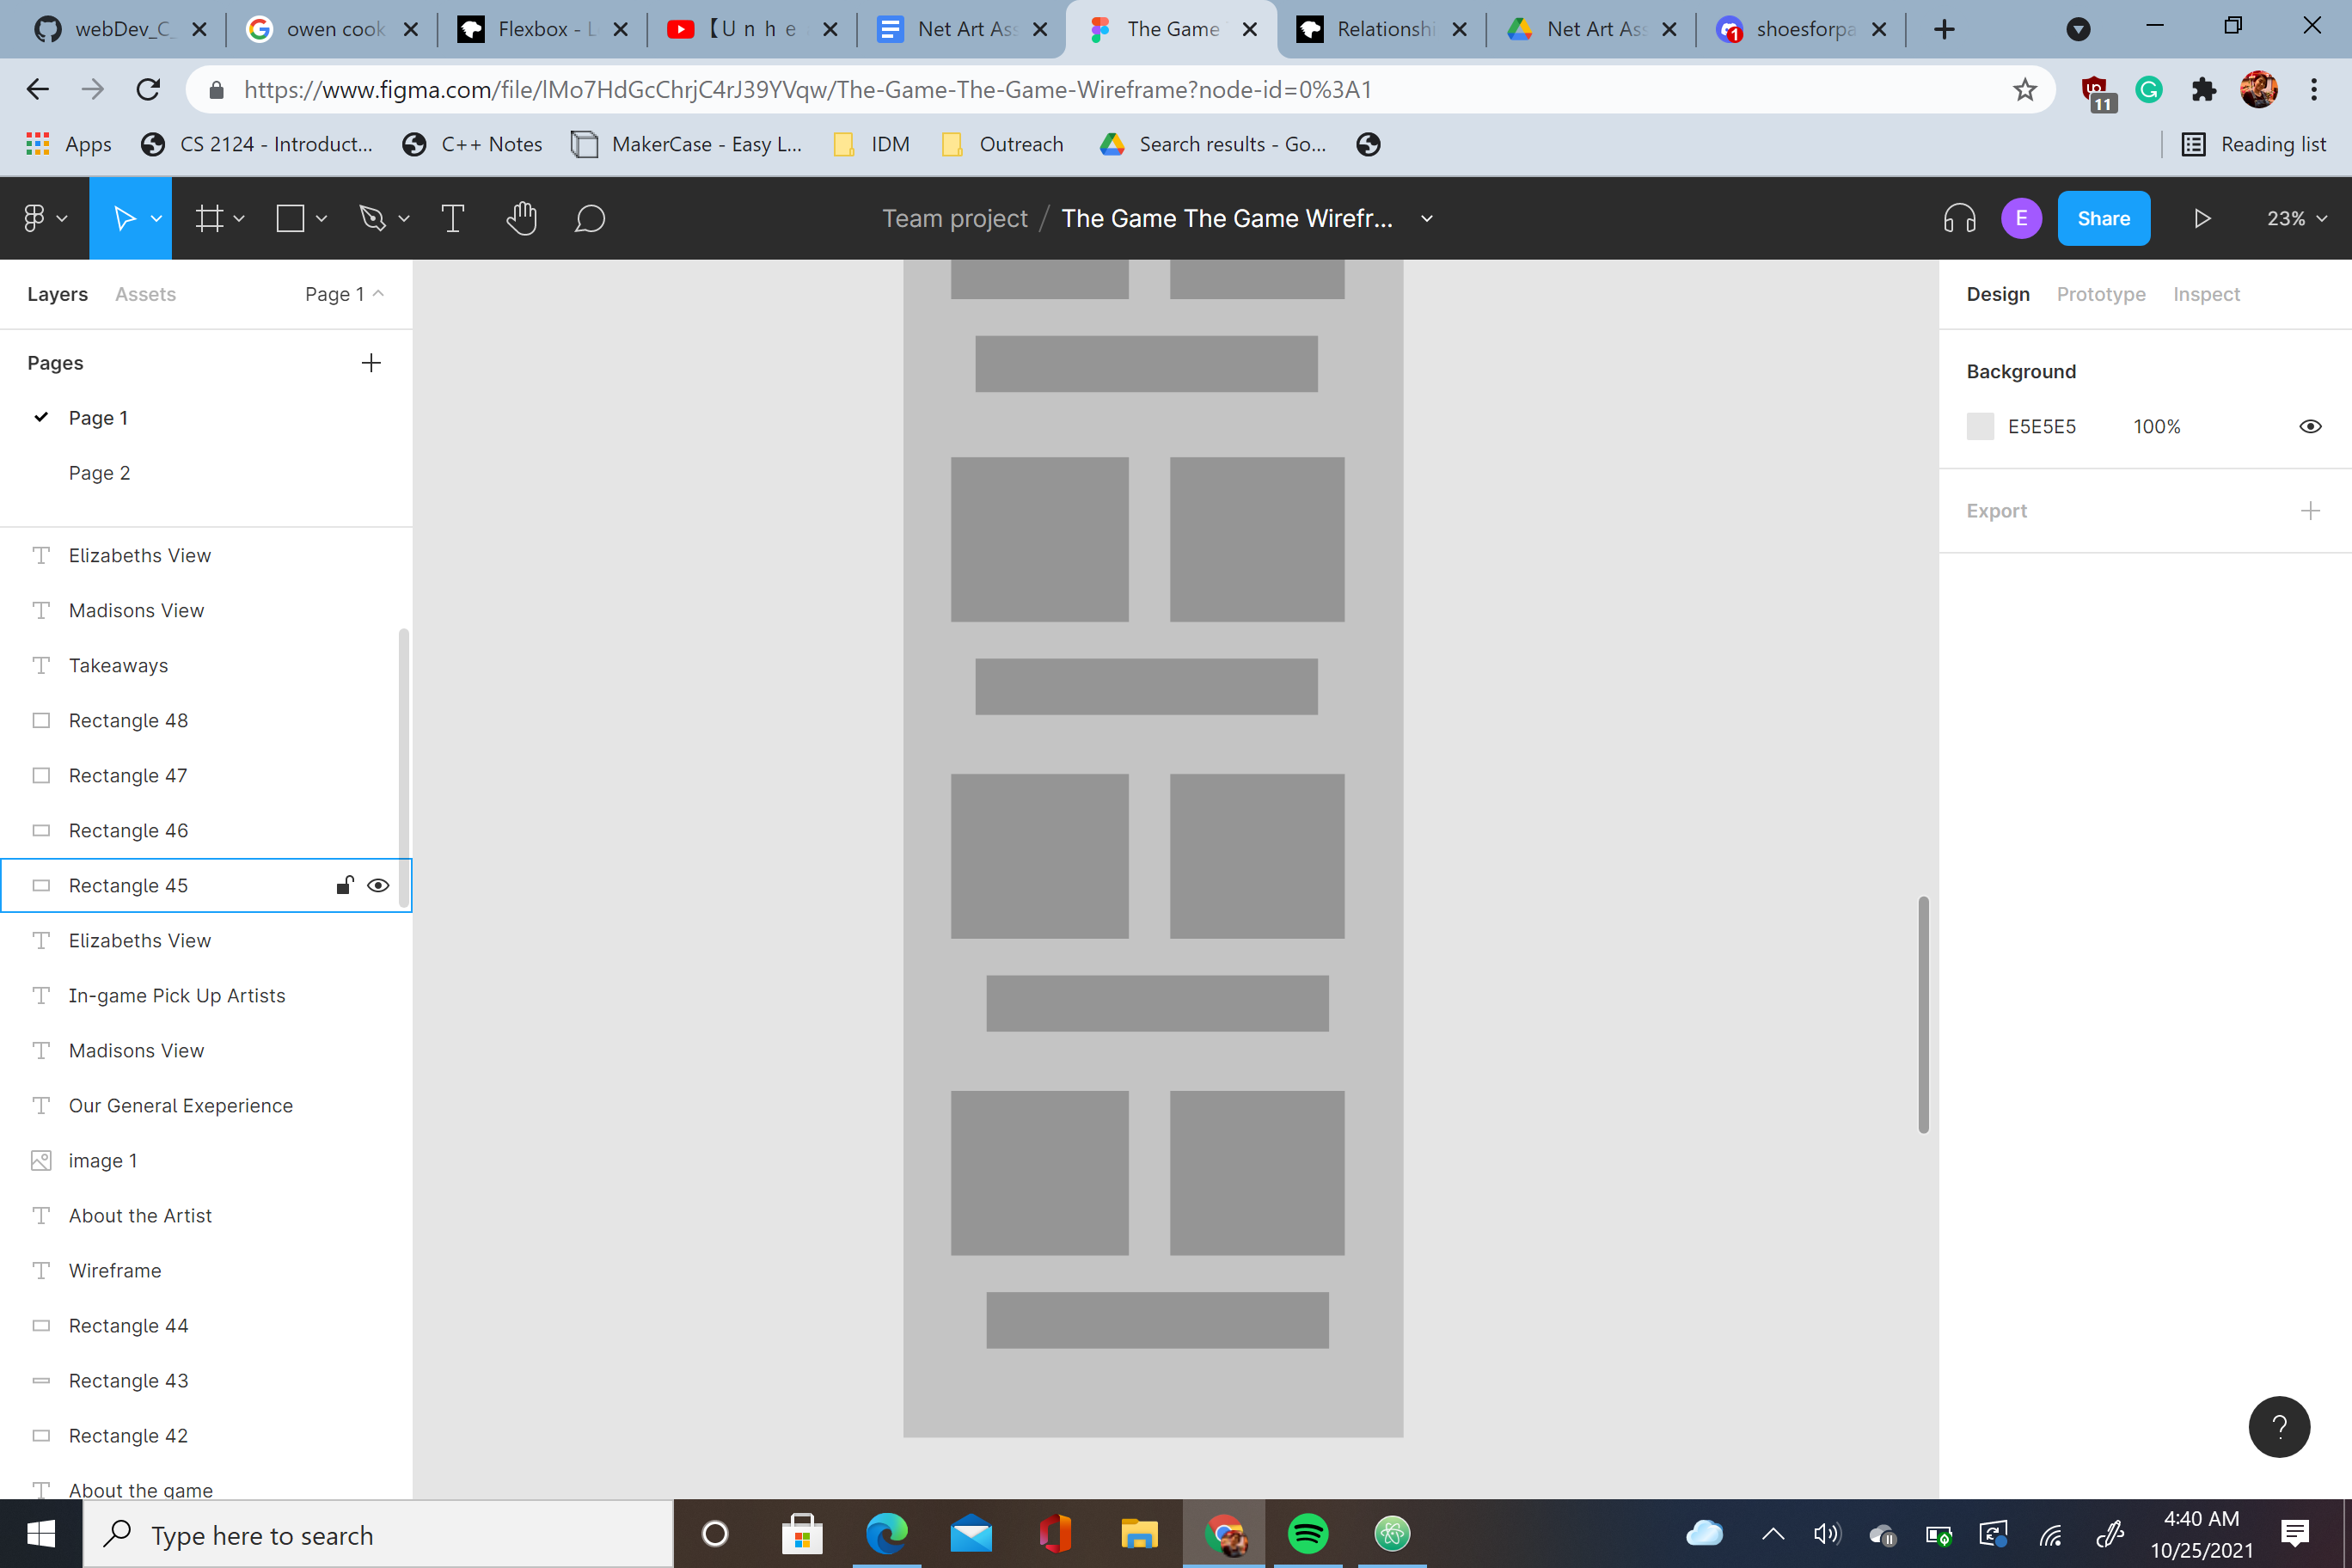 webDev_C_
owen cook
Flexbox - L
【U n h e
Net Art Ass
The Game
Relationshi
Net Art Ass
1
shoesforpa
https://www.figma.com/file/lMo7HdGcChrjC4rJ39YVqw/The-Game-The-Game-Wireframe?node-id=0%3A1
11
Apps
CS 2124 - Introduct...
C++ Notes
MakerCase - Easy L...
IDM
Outreach
Search results - Go...
Reading list
Team project / The Game The Game Wirefr...
E
Share
23%
Layers
Assets
Page 1
Pages
Page 1
Page 2
Elizabeths View
Madisons View
Takeaways
Rectangle 48
Rectangle 47
Rectangle 46
Rectangle 45
Elizabeths View
In-game Pick Up Artists
Madisons View
Our General Exeperience
image 1
About the Artist
Wireframe
Rectangle 44
Rectangle 43
Rectangle 42
About the game
Design
Prototype
Inspect
Background
E5E5E5
100%
Export
?
Type here to search
4:40 AM
10/25/2021